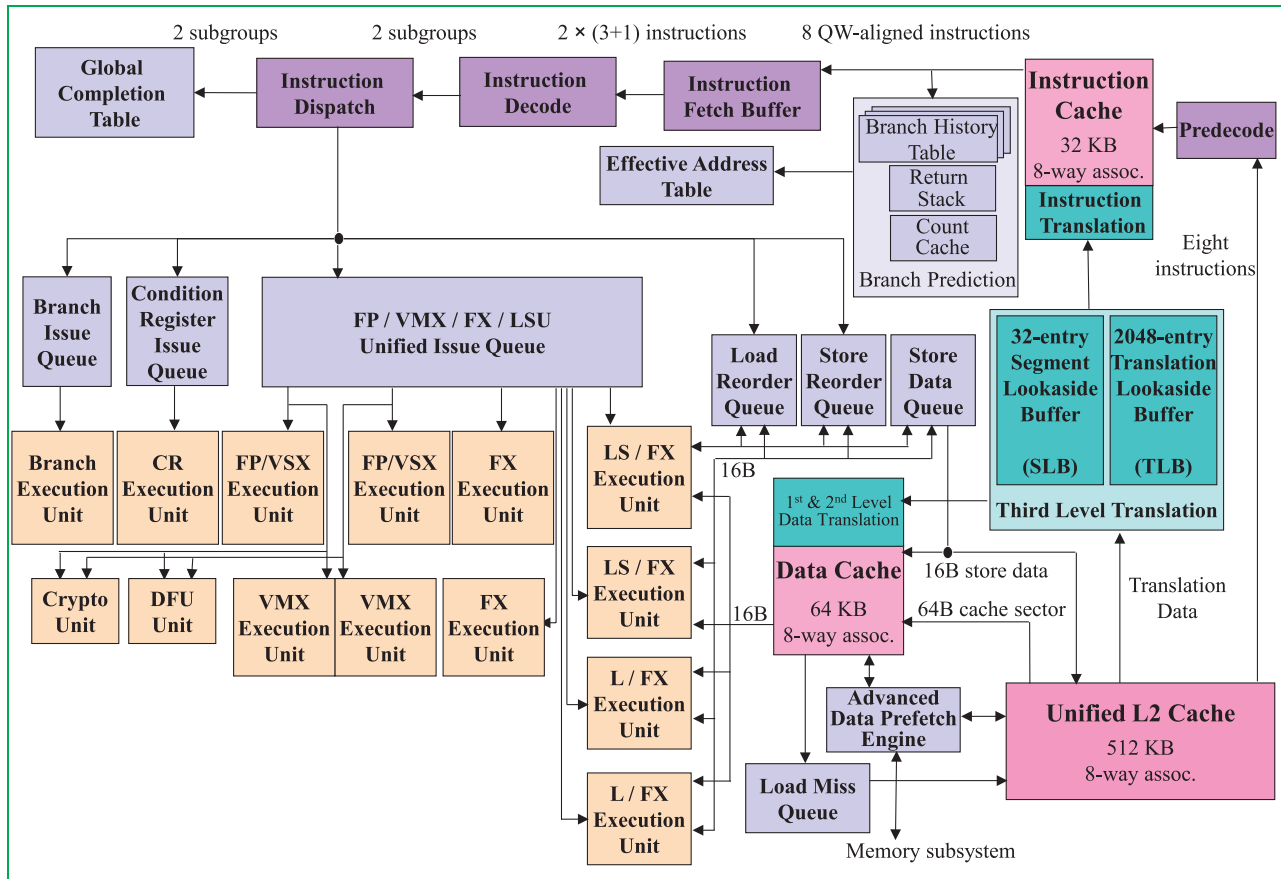 2 subgroups
2 subgroups
2 × (3+1) instructions
8 QW-aligned instructions
Global
Completion
Table
Instruction
Dispatch
Instruction
Decode
Instruction
Fetch Buffer
Instruction
Cache
32 KB
8-way assoc.
Instruction
Translation
Predecode
Branch History
Table
Return
Stack
Count
Cache
Branch Prediction
Effective Address
Table
Eight
instructions
Branch
Issue
Queue
Condition
Register
Issue
Queue
FP / VMX / FX / LSU
Unified Issue Queue
Load
Reorder
Queue
Store
Reorder
Queue
Store
Data
Queue
32-entry
Segment
Lookaside
Buffer
(SLB)
2048-entry
Translation
Lookaside
Buffer
(TLB)
Third Level Translation
Branch
Execution
Unit
CR
Execution
Unit
FP/VSX
Execution
Unit
FP/VSX
Execution
Unit
FX
Execution
Unit
LS / FX
Execution
Unit
16B
1st & 2nd Level
Data Translation
Data Cache
64 KB
8-way assoc.
16B store data
64B cache sector
Translation
Data
Crypto
Unit
DFU
Unit
VMX
Execution
Unit
VMX
Execution
Unit
FX
Execution
Unit
LS / FX
Execution
Unit
16B
L / FX
Execution
Unit
Advanced
Data Prefetch
Engine
Unified L2 Cache
512 KB
8-way assoc.
L / FX
Execution
Unit
Load Miss
Queue
Memory subsystem